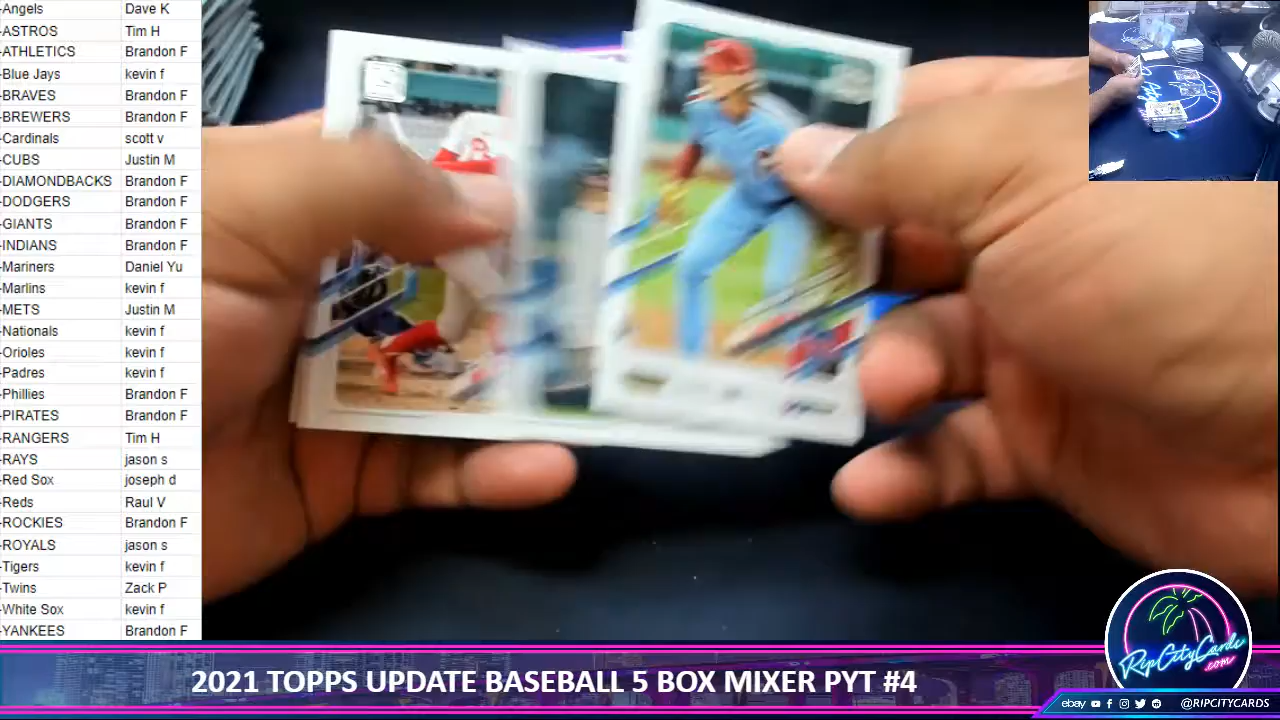 -Angels Dave K
-ASTROS Tim H
-ATHLETICS Brandon F
-Blue Jays kevin f
-BRAVES Brandon F
-BREWERS Brandon F
-Cardinals scott v
-CUBS Justin M
-DIAMONDBACKS Brandon F
-DODGERS Brandon F
-GIANTS Brandon F
-INDIANS Brandon F
-Mariners Daniel Yu
-Marlins kevin f
-METS Justin M
-Nationals kevin f
-Orioles kevin f
-Padres kevin f
-Phillies Brandon F
-PIRATES Brandon F
-RANGERS Tim H
-RAYS jason s
-Red Sox joseph d
-Reds Raul V
-ROCKIES Brandon F
-ROYALS jason s
-Tigers kevin f
-Twins Zack P
-White Sox kevin f
-YANKEES Brandon F
RipCityCards
.com
2021 TOPPS UPDATE BASEBALL 5 BOX MIXER PYT #4
ebay @RIPCITYCARDS